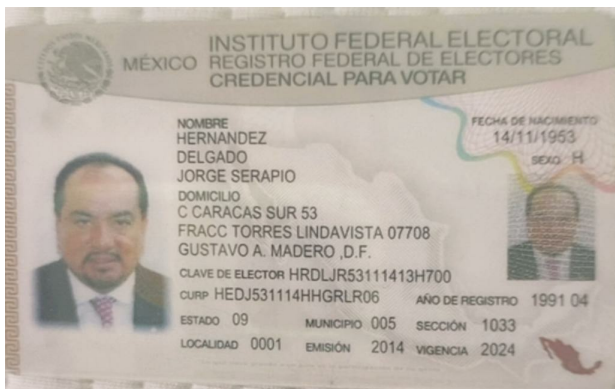 INSTITUTO FEDERAL ELECTORAL
MÉXICO REGISTRO FEDERAL DE ELECTORES
CREDENCIAL PARA VOTAR
NOMBRE
HERNANDEZ
DELGADO
JORGE SERAPIO
FECHA DE NACIMIENTO
14/11/1953
SEXO H
DOMICILIO
C CARACAS SUR 53
FRACC TORRES LINDAVISTA 07708
GUSTAVO A. MADERO ,D.F.
CLAVE DE ELECTOR HRDLJR53111413H700
CURP HEDJ531114HHGRLR06 AÑO DE REGISTRO 1991 04
ESTADO 09 MUNICIPIO 005 SECCIÓN 1033
LOCALIDAD 0001 EMISIÓN 2014 VIGENCIA 2024